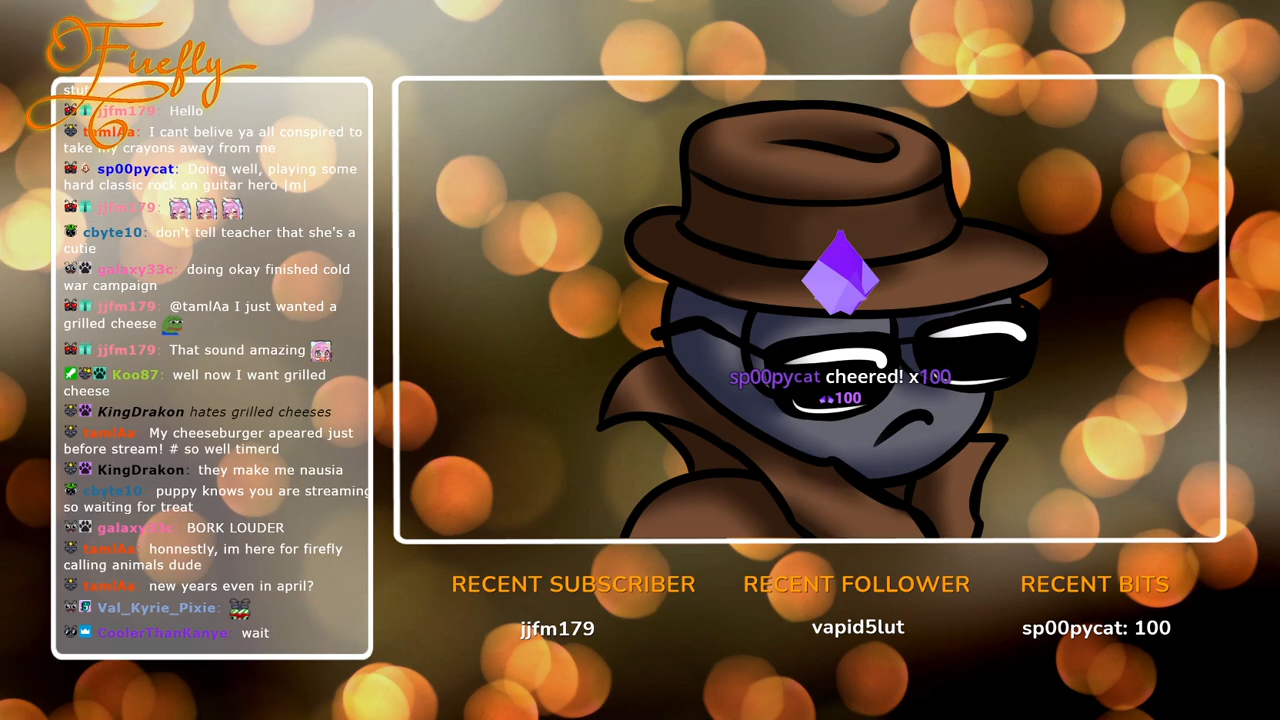 Firefly
stuf
jjfm179: Hello
tamlAa: I cant belive ya all conspired to
take my crayons away from me
sp00pycat: Doing well, playing some
hard classic rock on guitar hero |m|
jjfm179:
cbyte10: don't tell teacher that she's a
cutie
galaxy33c: doing okay finished cold
war campaign
jjfm179: @tamlAa I just wanted a
grilled cheese
jjfm179: That sound amazing
Koo87: well now I want grilled
cheese
KingDrakon hates grilled cheeses
tamlAa: My cheeseburger apeared just
before stream! # so well timerd
KingDrakon: they make me nausia
cbyte10: puppy knows you are streaming
so waiting for treat
galaxy33c: BORK LOUDER
tamlAa: honnestly, im here for firefly
calling animals dude
tamlAa: new years even in april?
Val_Kyrie_Pixie:
CoolerThanKanye: wait
sp00pycat cheered! x100
100
RECENT SUBSCRIBER
jjfm179
RECENT FOLLOWER
vapid5lut
RECENT BITS
sp00pycat: 100